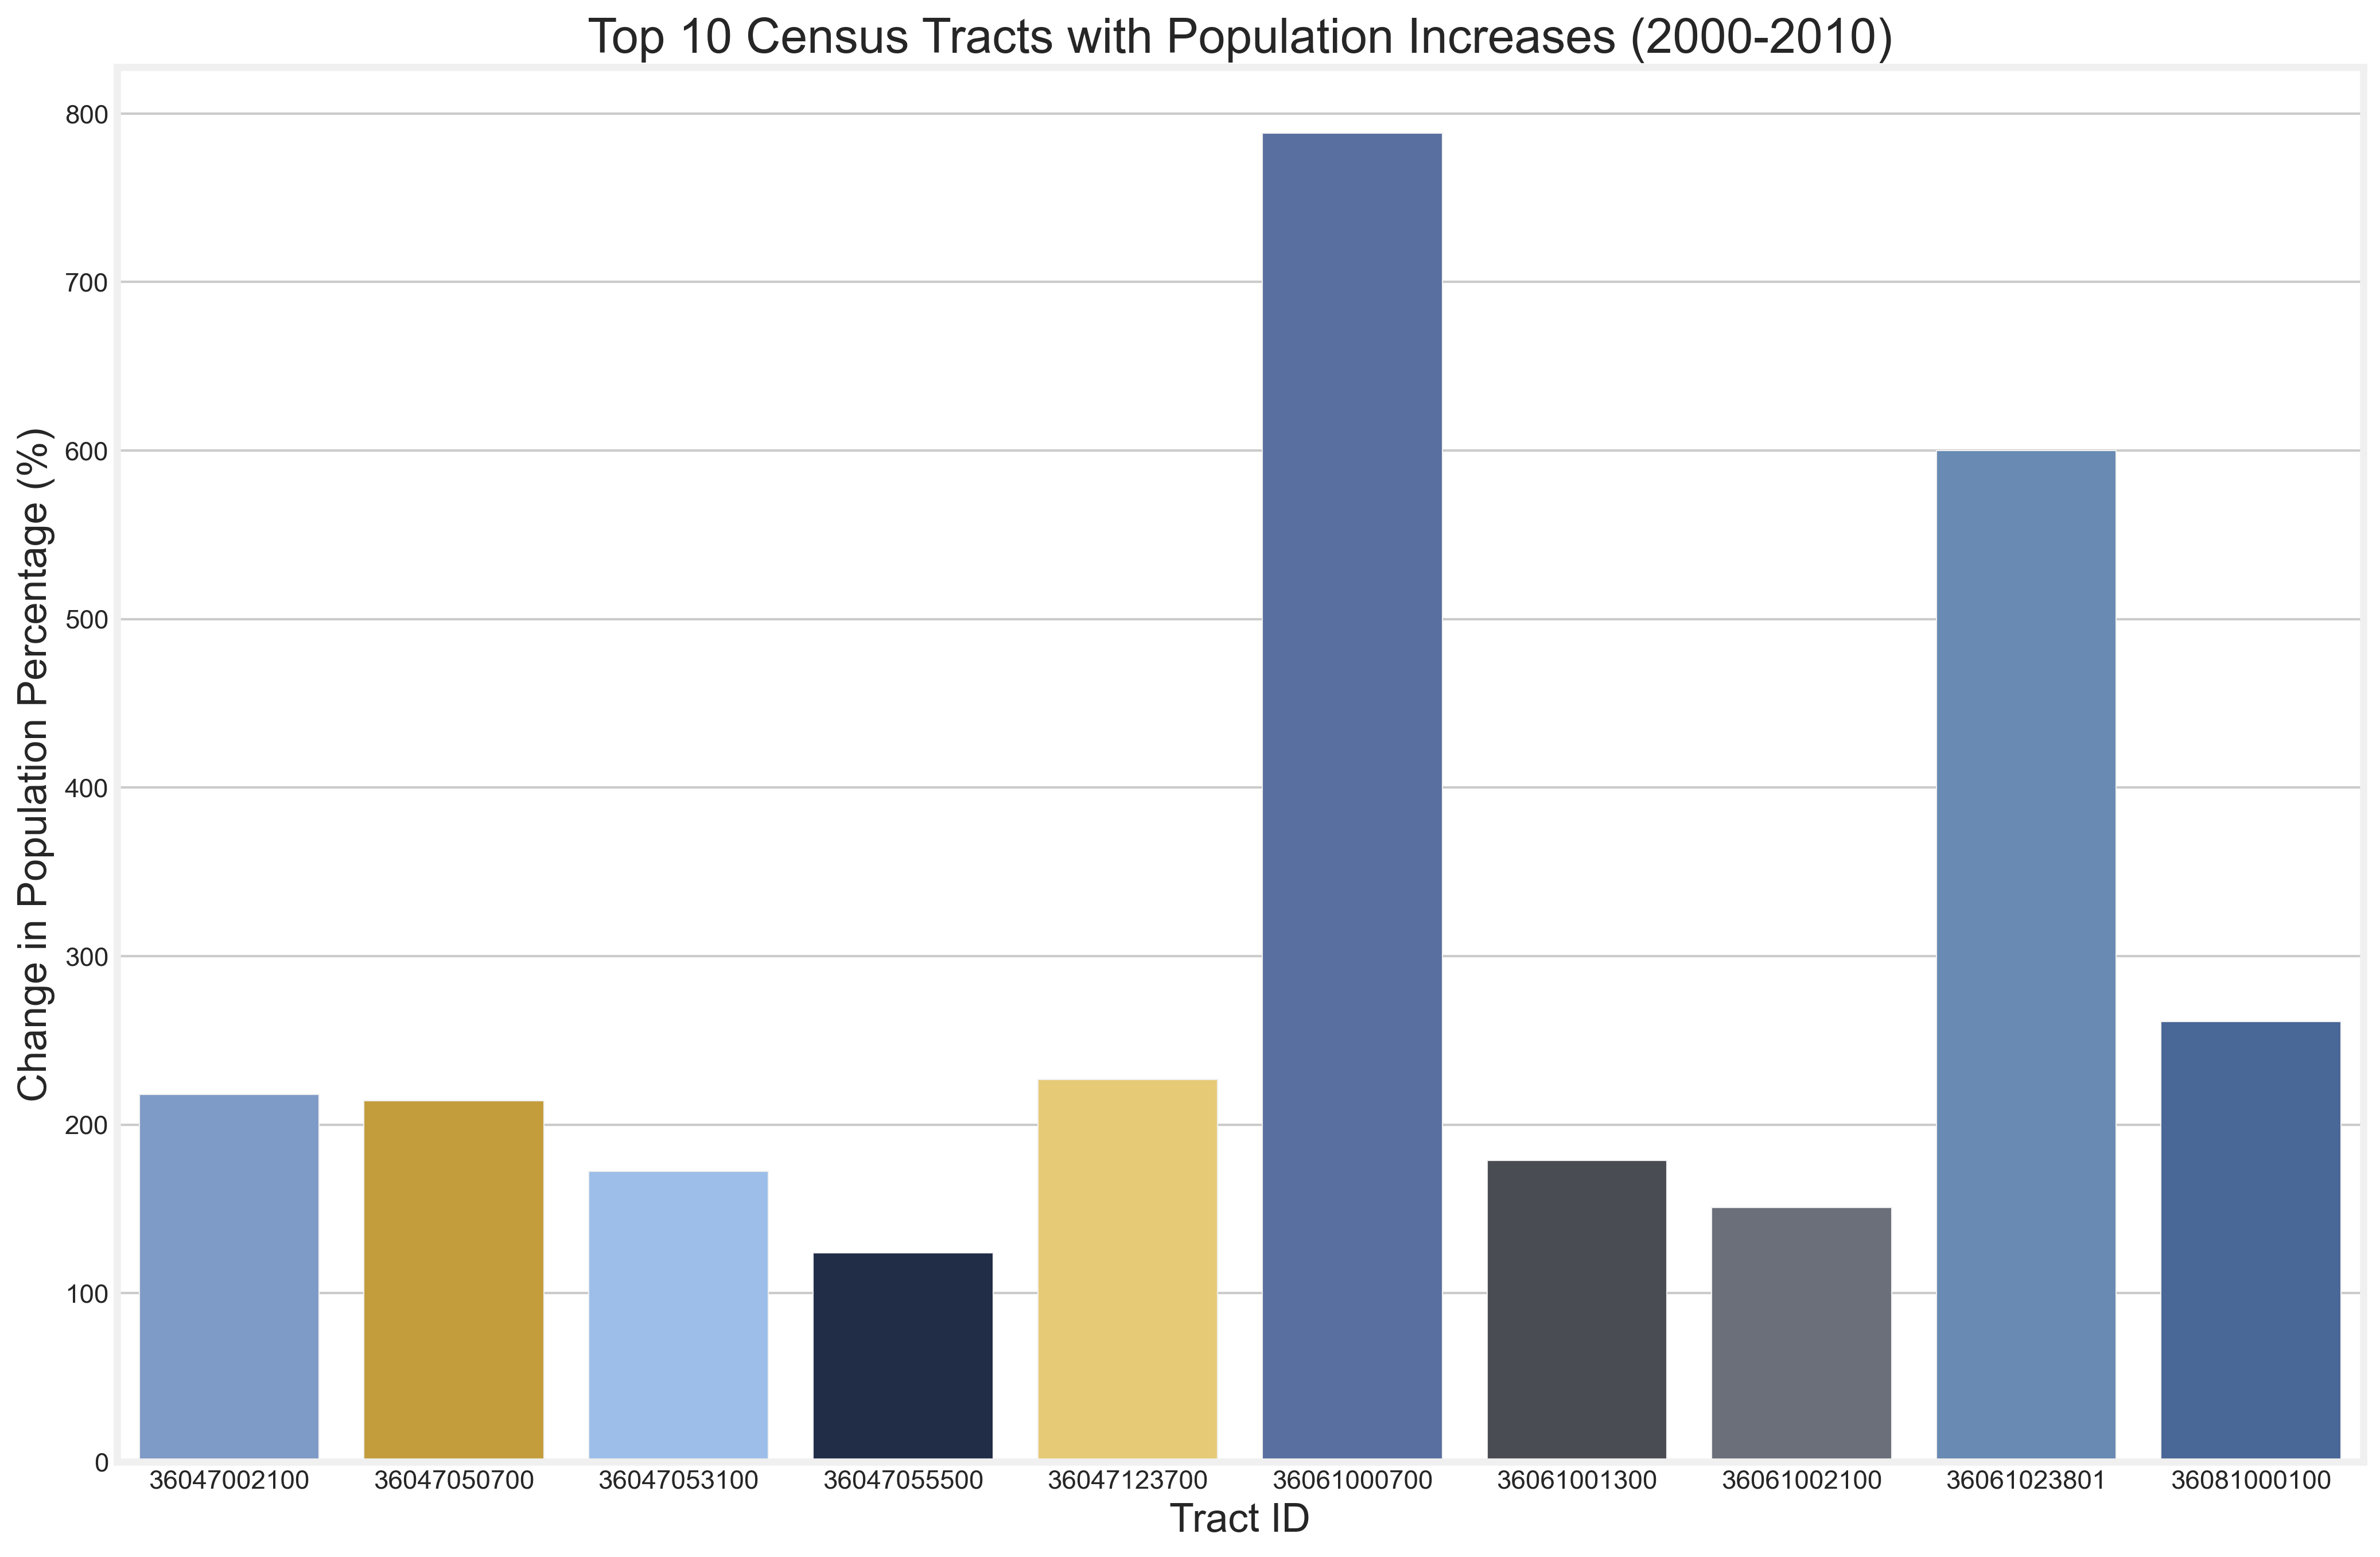 Top 10 Census Tracts with Population Increases (2000-2010)
Change in Population Percentage (%)
800
700
600
500
400
300
200
100
0
36047002100 36047050700 36047053100 36047055500 36047123700 36061000700 36061001300 36061002100 36061023801 36081000100
Tract ID